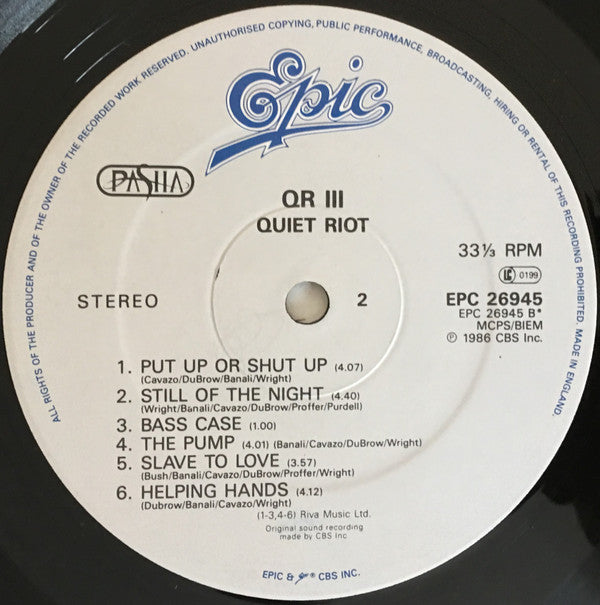 ALL RIGHTS OF THE PRODUCER AND OF THE OWNER OF THE RECORDED WORK RESERVED. UNAUTHORISED COPYING, PUBLIC PERFORMANCE, BROADCASTING, HIRING OR RENTAL OF THIS RECORDING PROHIBITED. MADE IN ENGLAND.
Epic
PASHA
QR III
QUIET RIOT
33⅓ RPM
LC 0199
STEREO
2
EPC 26945
EPC 26945 B*
MCPS/BIEM
℗ 1986 CBS Inc.
1. PUT UP OR SHUT UP (4.07)
(Cavazo/DuBrow/Banali/Wright)
2. STILL OF THE NIGHT (4.40)
(Wright/Banali/Cavazo/DuBrow/Proffer/Purdell)
3. BASS CASE (1.00)
4. THE PUMP (4.01) (Banali/Cavazo/DuBrow/Wright)
5. SLAVE TO LOVE (3.57)
(Bush/Banali/Cavazo/DuBrow/Proffer/Wright)
6. HELPING HANDS (4.12)
(Dubrow/Banali/Cavazo/Wright)
(1-3,4-6) Riva Music Ltd.
Original sound recording
made by CBS Inc
EPIC & ® CBS INC.